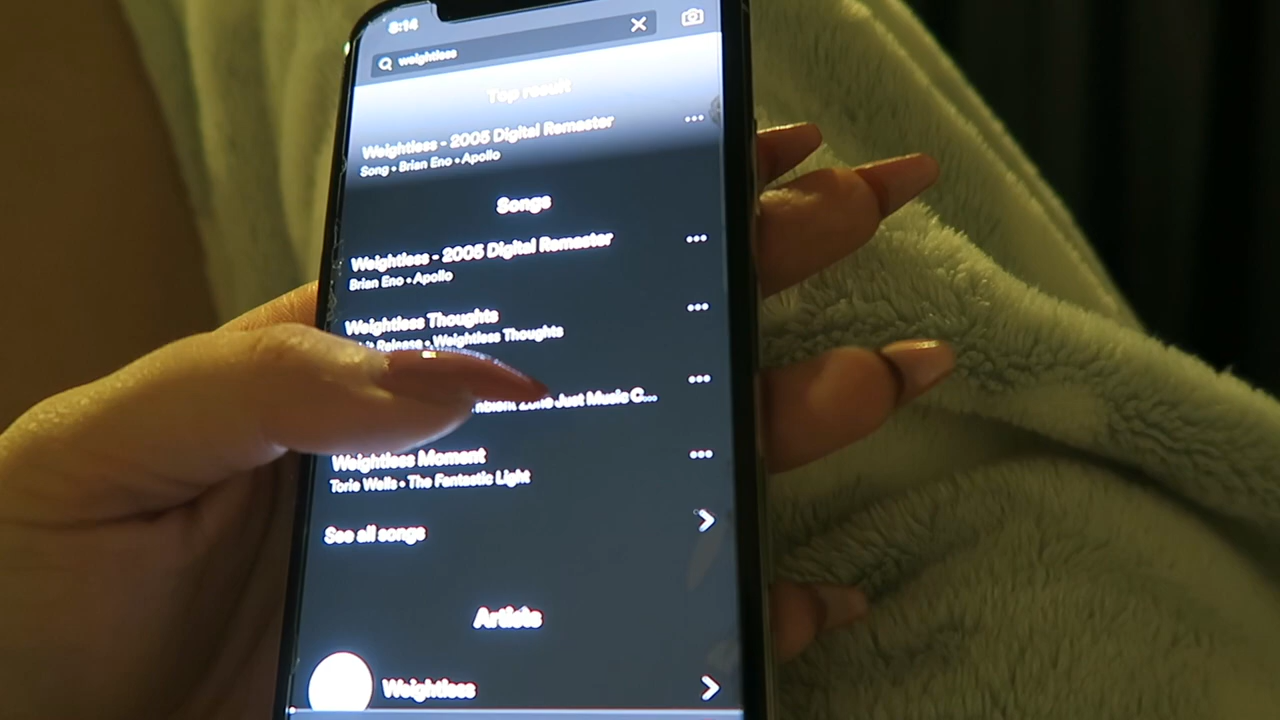 8:14
weightless
Top result
Weightless - 2005 Digital Remaster
Song • Brian Eno • Apollo
Songs
Weightless - 2005 Digital Remaster
Brian Eno • Apollo
Weightless Thoughts
Release • Weightless Thoughts
Zone Just Music C...
Weightless Moment
Torie Wells • The Fantastic Light
See all songs
Artists
Weightless